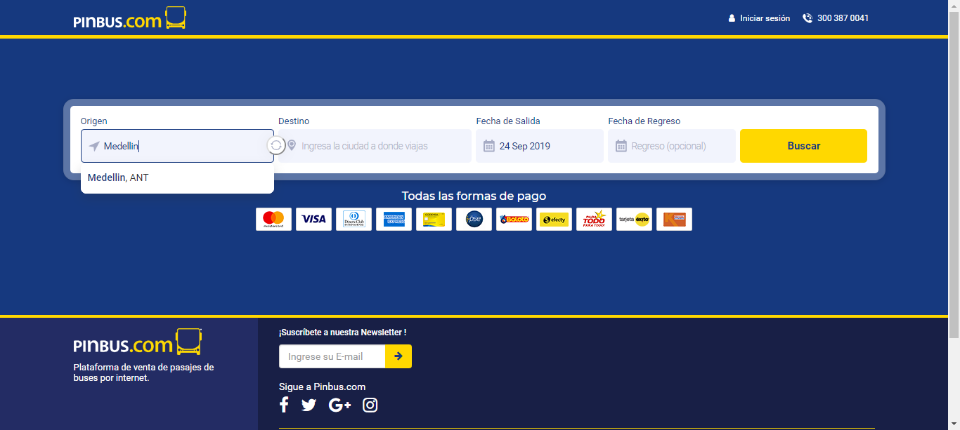 PINBUS.com
Iniciar sesión
300 387 0041
Origen
Destino
Fecha de Salida
Fecha de Regreso
Medellin
Ingresa la ciudad a donde viajas
24 Sep 2019
Regreso (opcional)
Buscar
Medellin, ANT
Todas las formas de pago
VISA
pse
Baloto
efecty
TODO
PINBUS.com
Plataforma de venta de pasajes de
buses por internet.
¡Suscríbete a nuestra Newsletter !
Ingrese su E-mail
Sigue a Pinbus.com